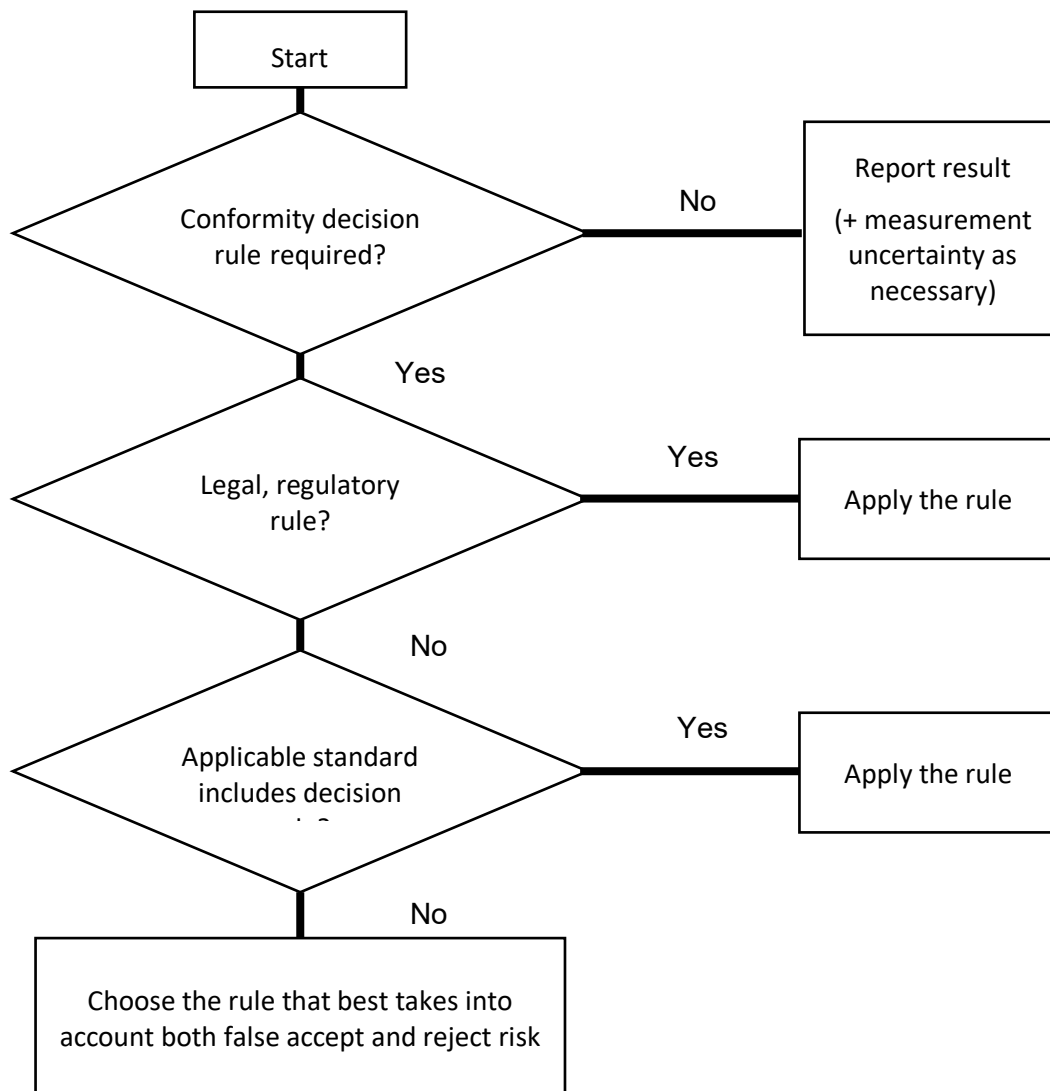 Start
Conformity decision
rule required?
No
Report result
(+ measurement
uncertainty as
necessary)
Yes
Legal, regulatory
rule?
Yes
Apply the rule
No
Applicable standard
includes decision
Yes
Apply the rule
No
Choose the rule that best takes into
account both false accept and reject risk